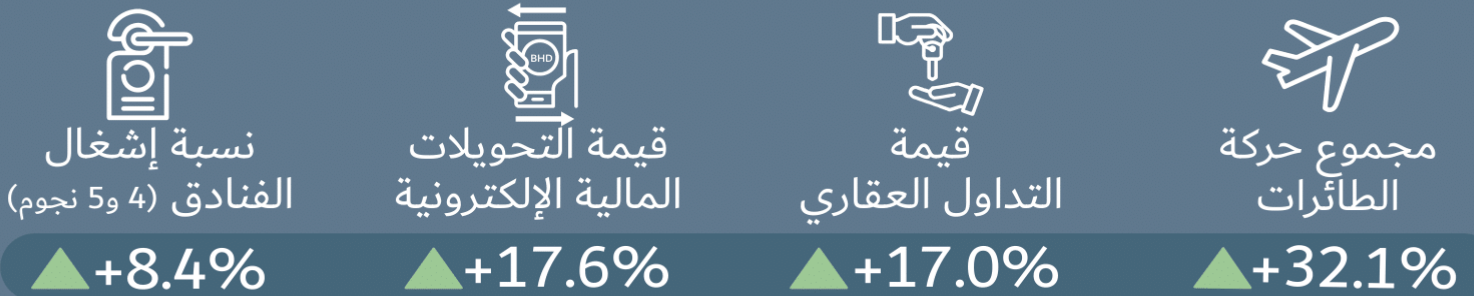 مجموع حركة
الطائرات
+32.1%
قيمة
التداول العقاري
+17.0%
BHD
قيمة التحويلات
المالية الإلكترونية
+17.6%
نسبة إشغال
الفنادق (4 و5 نجوم)
+8.4%